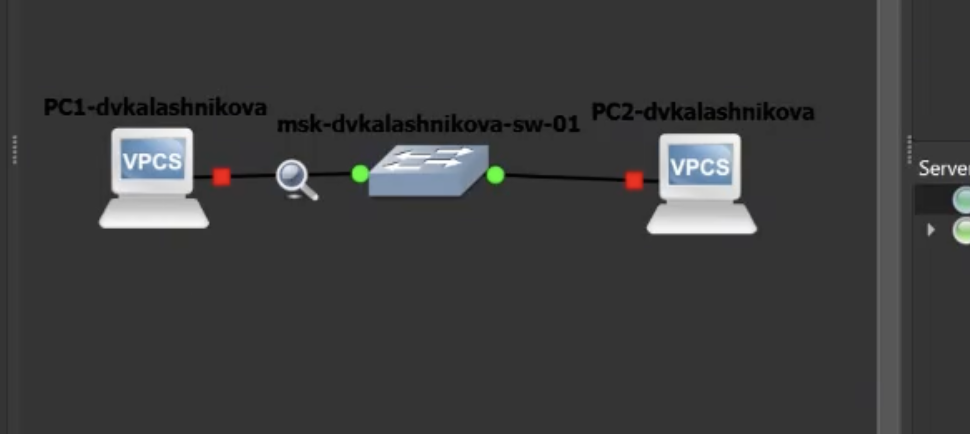 PC1-dvkalashnikova
msk-dvkalashnikova-sw-01
PC2-dvkalashnikova
VPCS
VPCS
Server